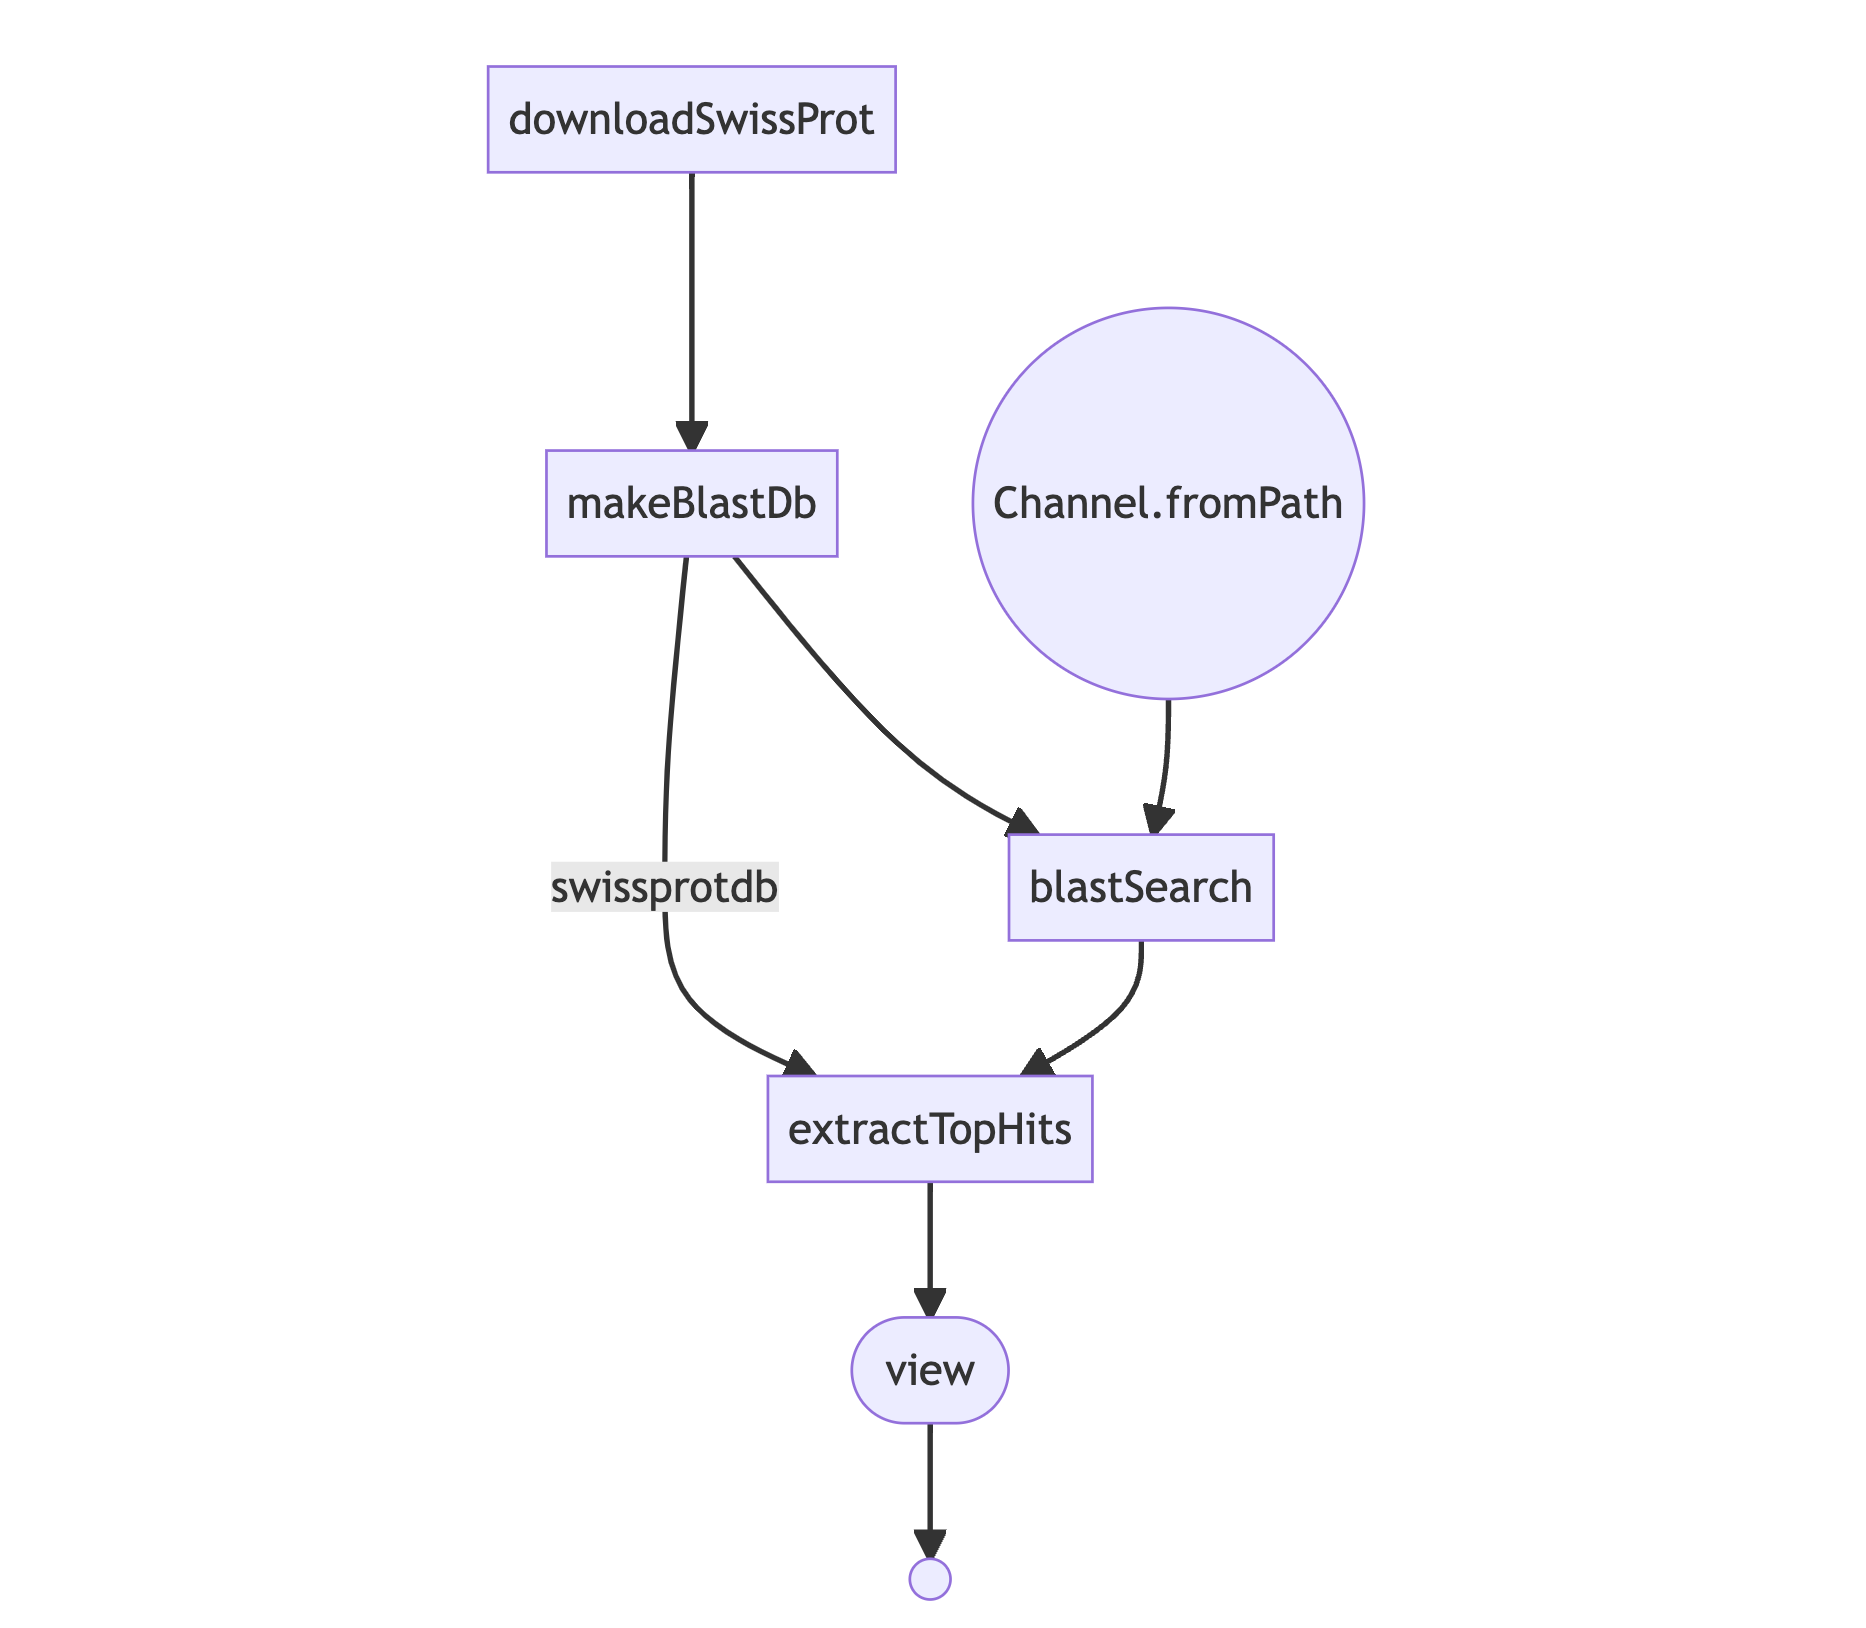 downloadSwissProt
makeBlastDb
Channel.fromPath
swissprotdb
blastSearch
extractTopHits
view